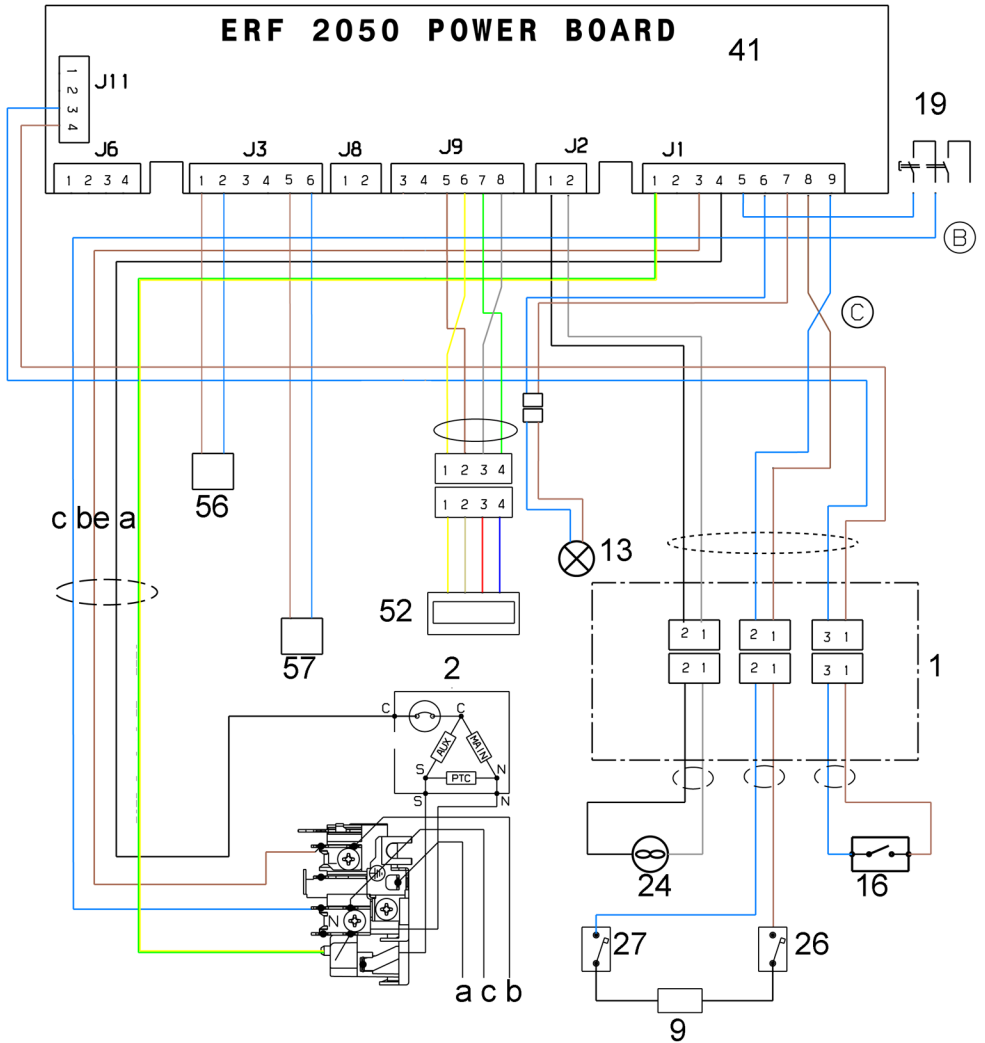 ERF 2050 POWER BOARD
41
J11
1
2
3
4
19
J6
J3
J8
J9
J2
J1
1 2 3 4
1 2 3 4 5 6
1 2
3 4 5 6 7 8
1 2
1 2 3 4 5 6 7 8 9
B
C
1 2 3 4
1 2 3 4
56
c be a
13
52
57
2
2 1
2 1
3 1
2 1
2 1
3 1
1
C
C
AUX
MAIN
S
PTC
N
S
N
24
16
N
27
26
a c b
9